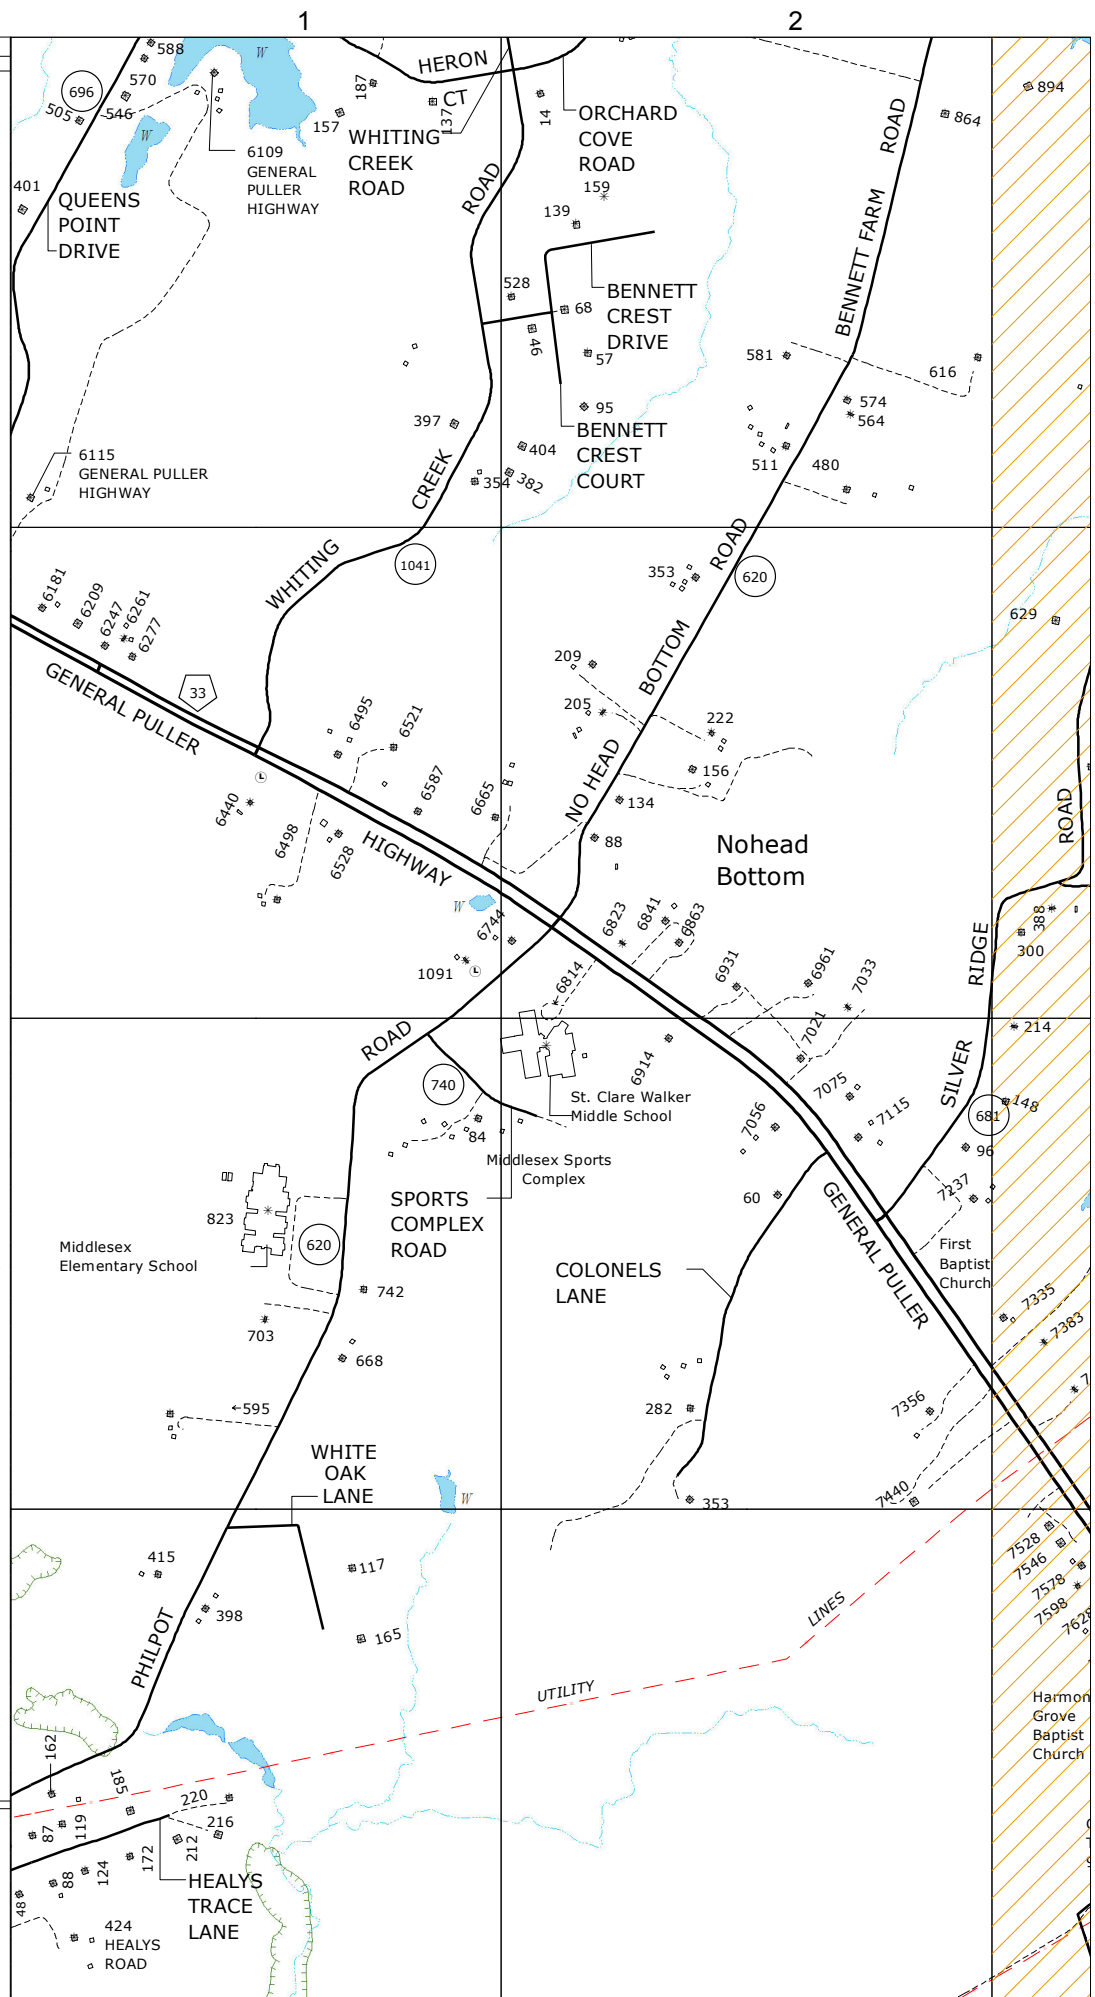 1
2
588
W
HERON
696
570
187
894
CT
505
546
W
157
137
14
ORCHARD
COVE
ROAD
ROAD
864
WHITING
CREEK
ROAD
6109
GENERAL
PULLER
HIGHWAY
401
QUEENS
POINT
DRIVE
ROAD
159
139
BENNETT FARM
528
68
BENNETT
CREST
DRIVE
46
57
581
616
95
574
564
397
BENNETT
CREST
COURT
404
6115
GENERAL PULLER
HIGHWAY
CREEK
354
382
511
480
WHITING
1041
ROAD
353
620
6181
6209
6247
6261
6277
629
BOTTOM
209
GENERAL PULLER
33
205
222
6495
6521
NO HEAD
156
6587
6665
134
ROAD
6440
6498
6528
HIGHWAY
88
Nohead
Bottom
W
6744
6823
6841
6863
388
300
RIDGE
1091
6814
6931
6961
7033
ROAD
7021
214
6914
SILVER
740
7075
St. Clare Walker
Middle School
84
7056
7115
681
148
96
Middlesex Sports
Complex
823
SPORTS
COMPLEX
ROAD
60
7237
Middlesex
Elementary School
620
GENERAL PULLER
First
Baptist
Church
COLONELS
LANE
742
7335
7383
703
668
7
595
282
7356
WHITE
OAK
LANE
W
353
7440
7528
7546
7578
7598
7628
415
117
398
LINES
165
PHILPOT
UTILITY
Harmon
Grove
Baptist
Church
162
185
220
87
119
216
212
172
124
88
48
HEALYS
TRACE
LANE
424
HEALYS
ROAD